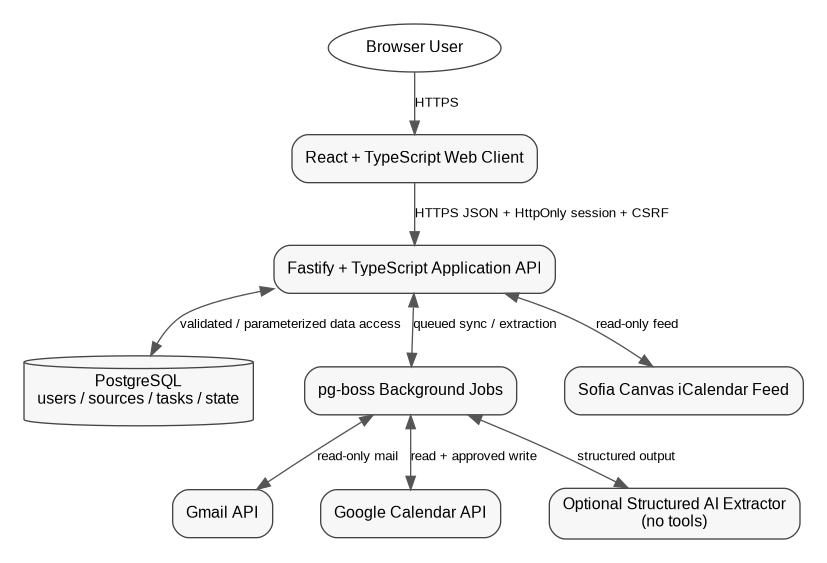 Browser User
HTTPS
React + TypeScript Web Client
HTTPS JSON + HttpOnly session + CSRF
Fastify + TypeScript Application API
validated / parameterized data access
queued sync / extraction
read-only feed
PostgreSQL
users / sources / tasks / state
pg-boss Background Jobs
Sofia Canvas iCalendar Feed
read-only mail
read + approved write
structured output
Gmail API
Google Calendar API
Optional Structured AI Extractor
(no tools)